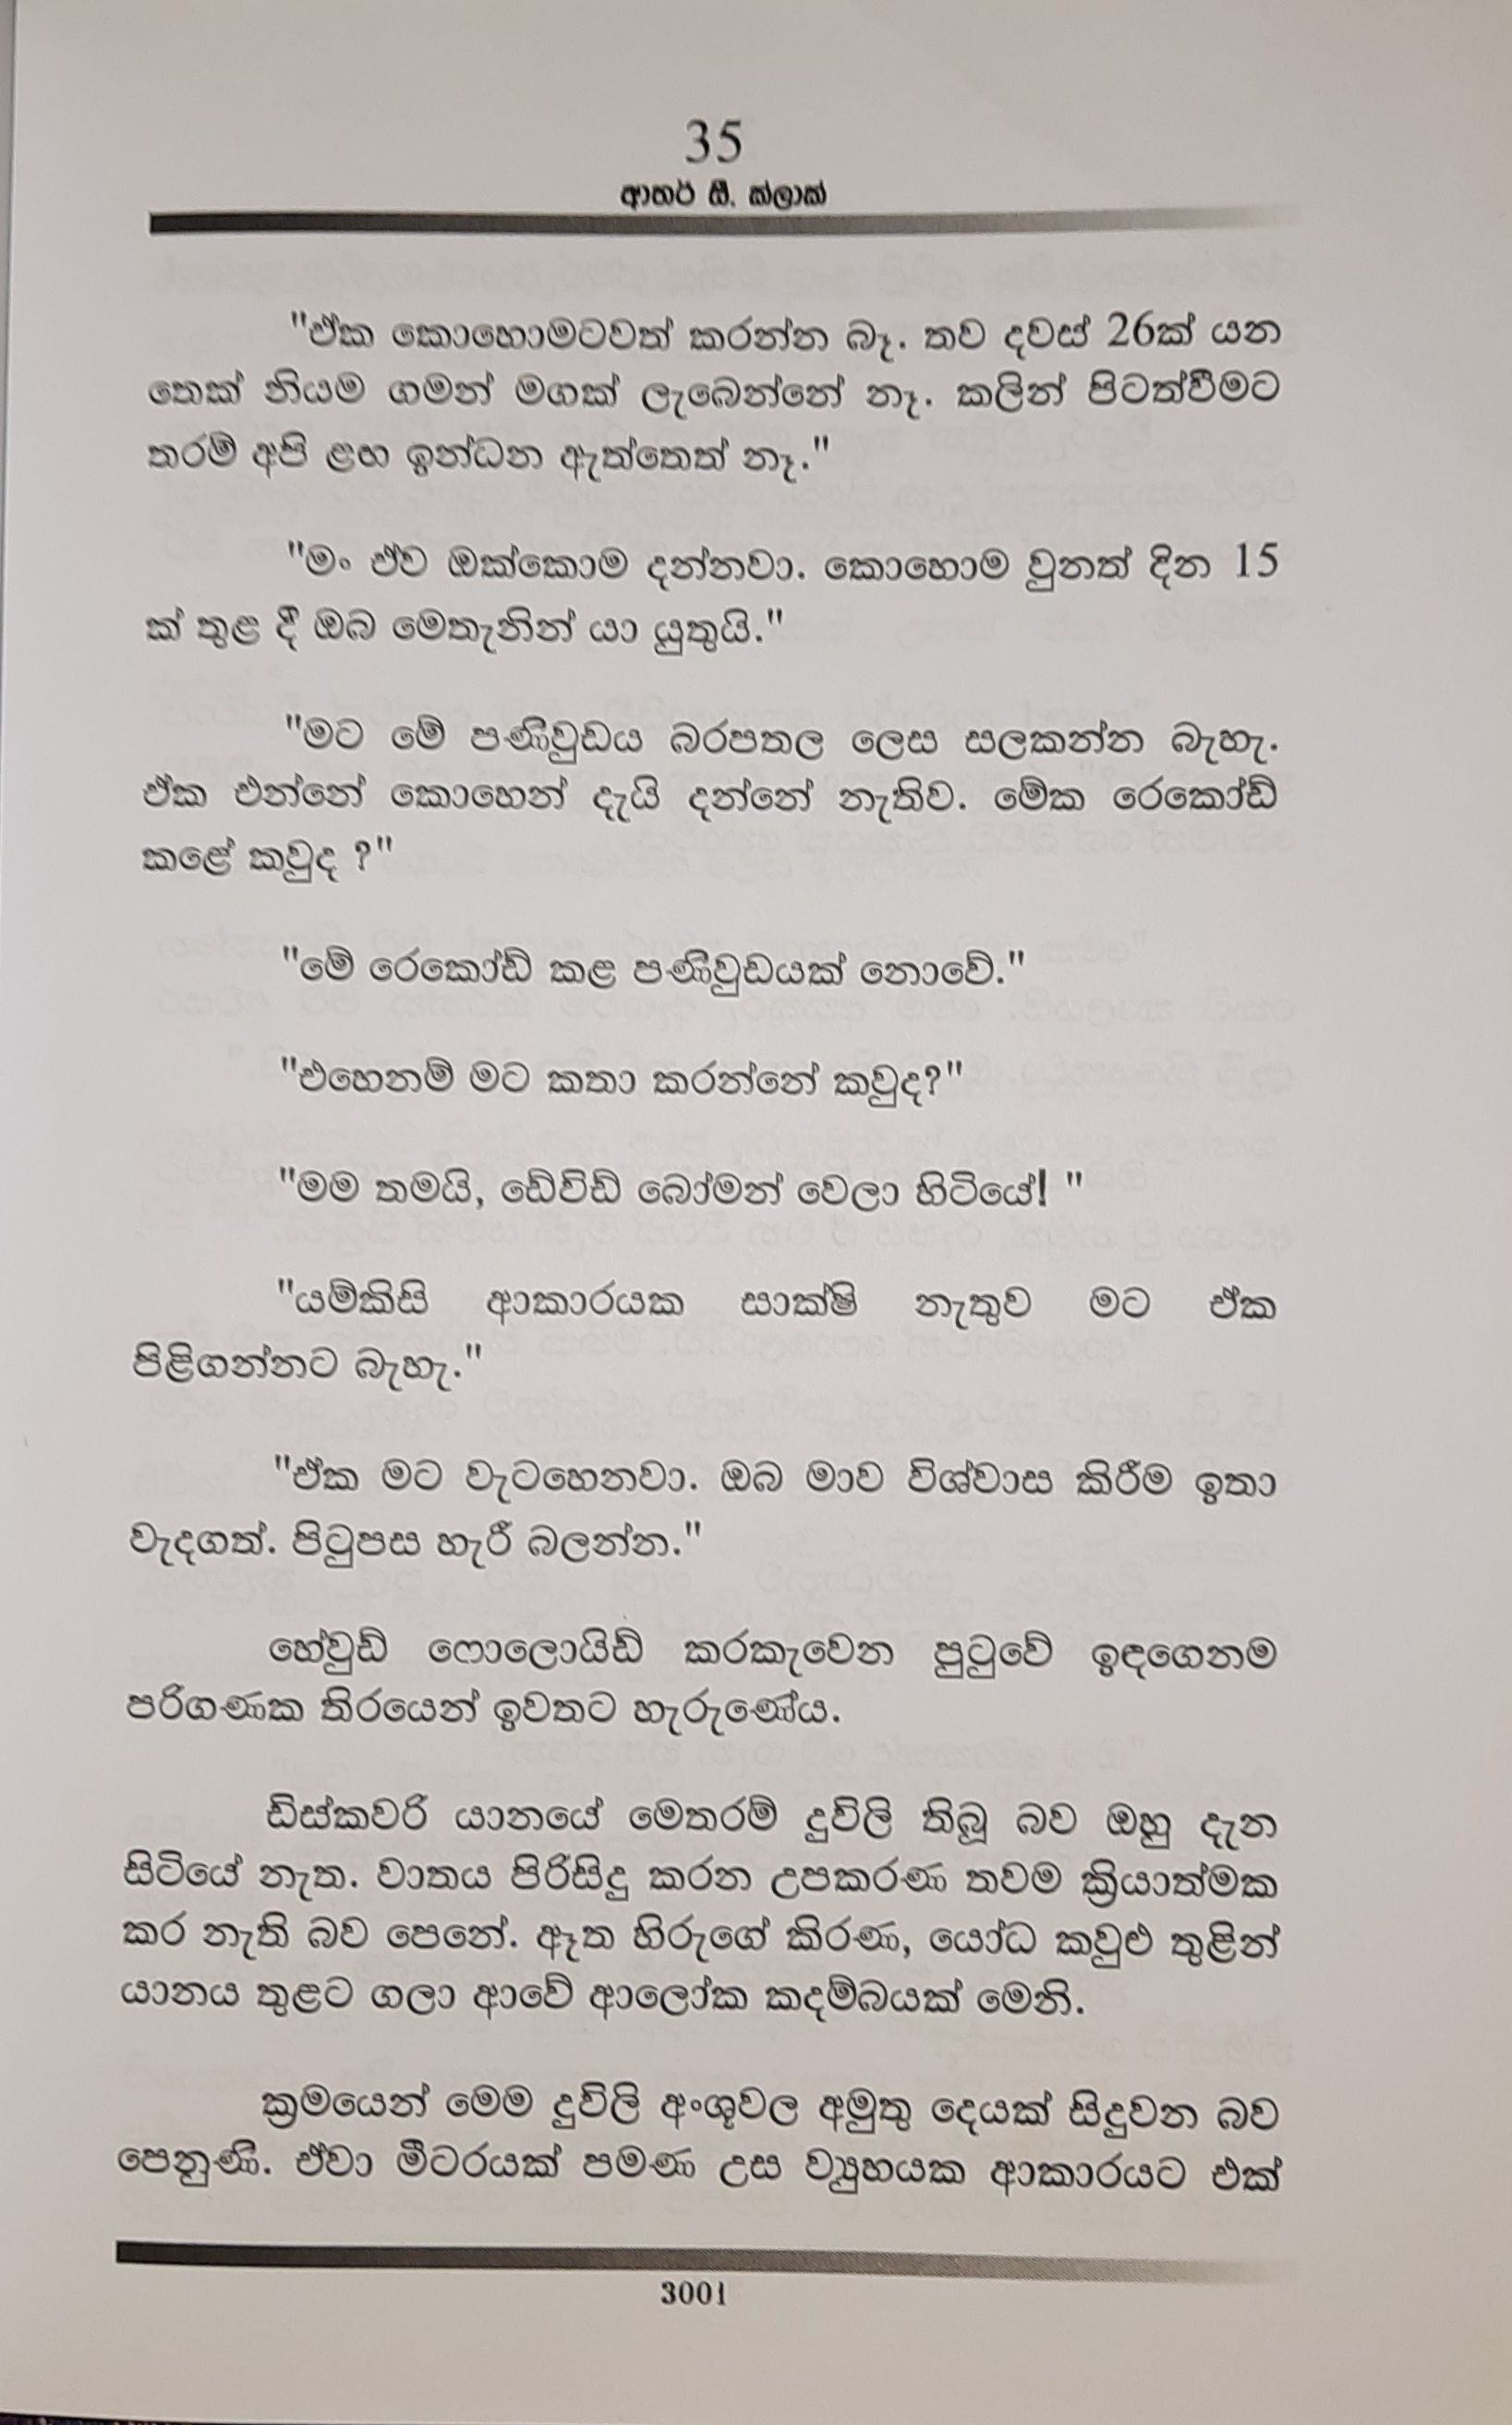 35
ආතර් සී. ක්ලාක්
"ඒක කොහොමටවත් කරන්න බෑ. තව දවස් 26ක් යන
තෙක් නියම ගමන් මගක් ලැබෙන්නේ නෑ. කලින් පිටත්වීමට
තරම් අපි ළඟ ඉන්ධන ඇත්තෙත් නෑ."
"මං ඒව ඔක්කොම දන්නවා. කොහොම වුනත් දින 15
ක් තුළ දී ඔබ මෙතැනින් යා යුතුයි."
"මට මේ පණිවුඩය බරපතල ලෙස සලකන්න බැහැ.
ඒක එන්නේ කොහෙන් දැයි දන්නේ නැතිව. මේක රෙකෝඩ්
කළේ කවුද ?"
"මේ රෙකෝඩ් කළ පණිවුඩයක් නොවේ."
"එහෙනම් මට කතා කරන්නේ කවුද?"
"මම තමයි, ඩේවිඩ් බෝමන් වෙලා හිටියේ! "
"යම්කිසි ආකාරයක සාක්ෂි නැතුව මට ඒක
පිළිගන්නට බැහැ."
"ඒක මට වැටහෙනවා. ඔබ මාව විශ්වාස කිරීම ඉතා
වැදගත්. පිටුපස හැරී බලන්න."
හේවුඩ් ෆොලොයිඩ් කරකැවෙන පුටුවේ ඉඳගෙනම
පරිගණක තිරයෙන් ඉවතට හැරුණේය.
ඩිස්කවරි යානයේ මෙතරම් දුවිලි තිබූ බව ඔහු දැන
සිටියේ නැත. වාතය පිරිසිදු කරන උපකරණ තවම ක්‍රියාත්මක
කර නැති බව පෙනේ. ඈත හිරුගේ කිරණ, යෝධ කවුළු තුළින්
යානය තුළට ගලා ආවේ ආලෝක කදම්බයක් මෙනි.
ක්‍රමයෙන් මෙම දුවිලි අංශුවල අමුතු දෙයක් සිදුවන බව
පෙනුණි. ඒවා මීටරයක් පමණ උස ව්‍යුහයක ආකාරයට එක්
3001